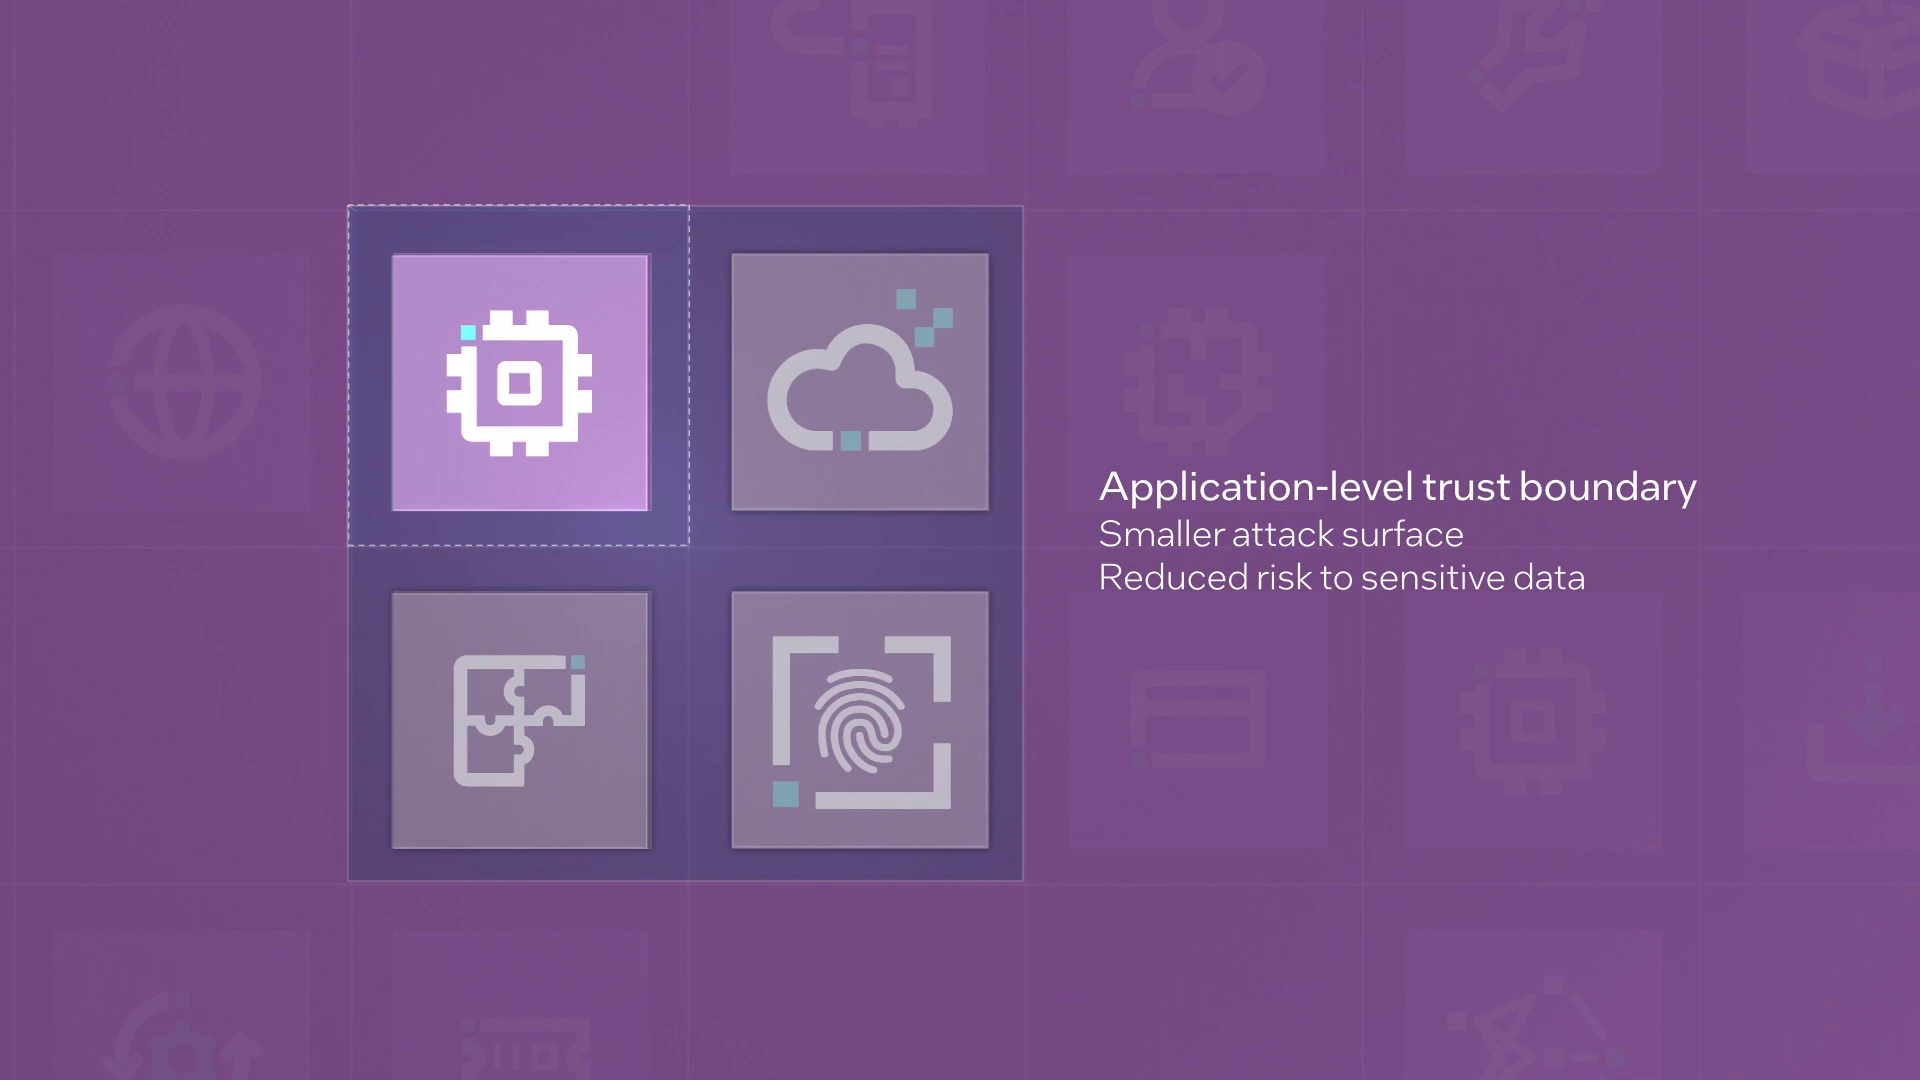 Application-level trust boundary
Smaller attack surface
Reduced risk to sensitive data